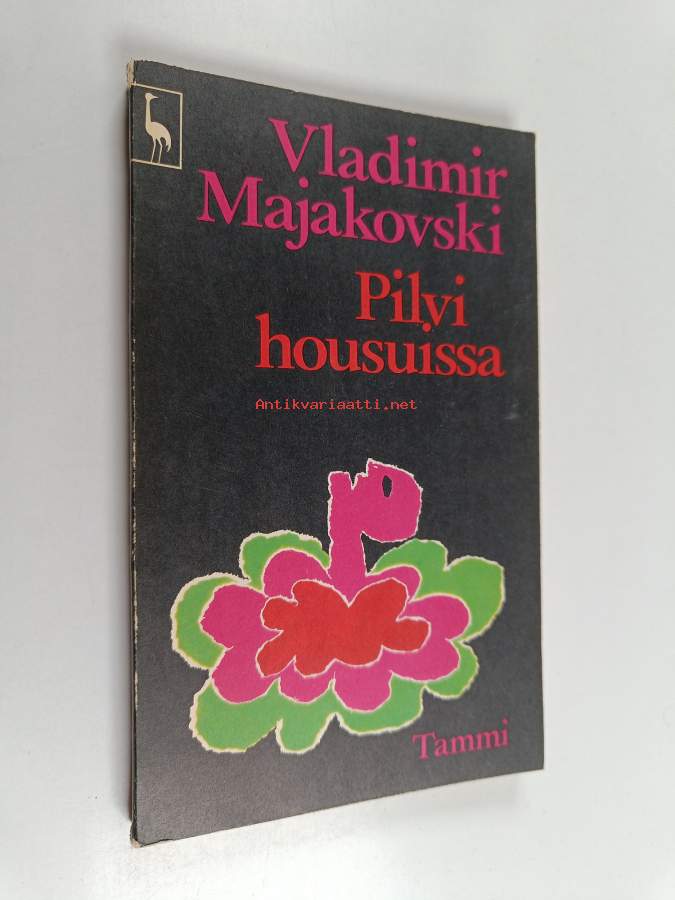 Vladimir
Majakovski
Pilvi
housuissa
Antikvariaatti.net
Tammi